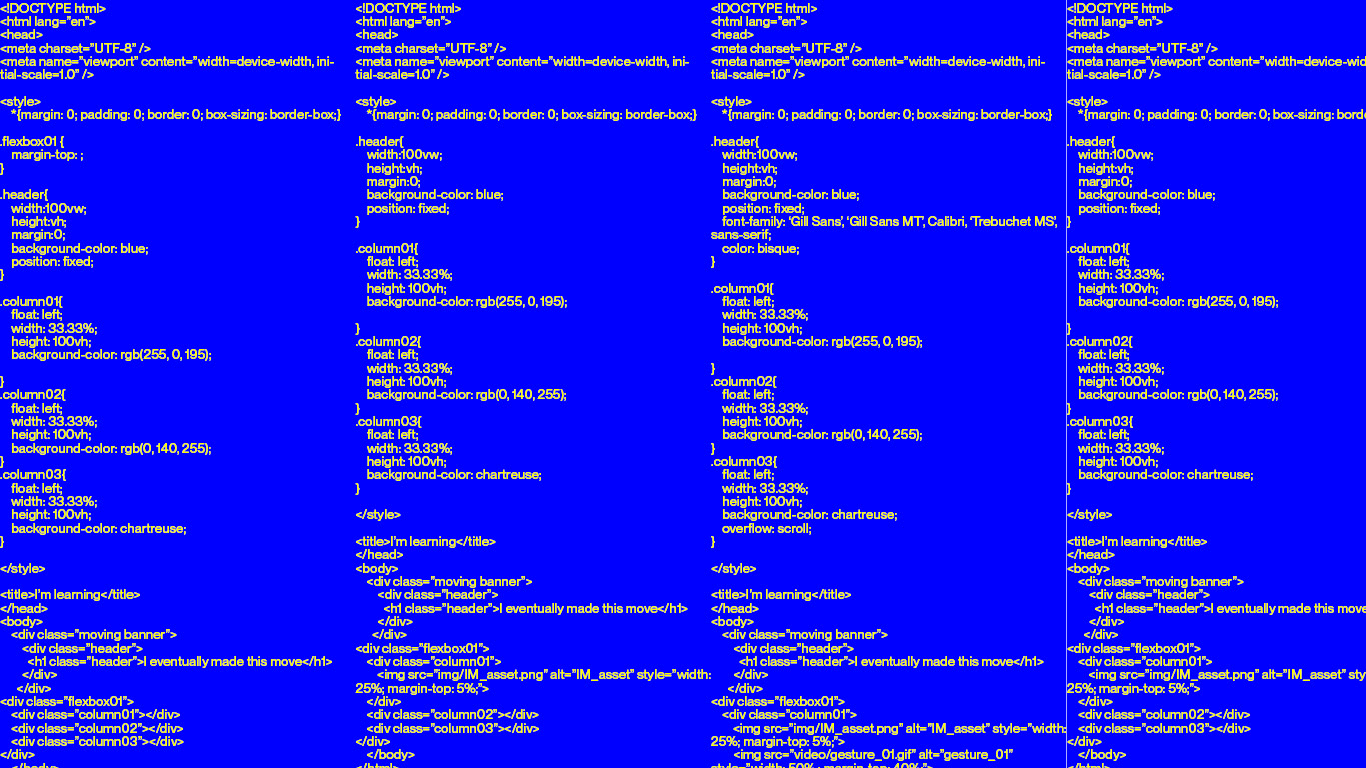 <!DOCTYPE html>
<html lang="en">
<head>
<meta charset="UTF-8" />
<meta name="viewport" content="width=device-width, ini-
tial-scale=1.0" />
<style>
*{margin: 0; padding: 0; border: 0; box-sizing: border-box;}
.flexbox01 {
margin-top: ;
}
.header{
width:100vw;
height:vh;
margin:0;
background-color: blue;
position: fixed;
}
.column01{
float: left;
width: 33.33%;
height: 100vh;
background-color: rgb(255, 0, 195);
}
.column02{
float: left;
width: 33.33%;
height: 100vh;
background-color: rgb(0, 140, 255);
}
.column03{
float: left;
width: 33.33%;
height: 100vh;
background-color: chartreuse;
}
</style>
<title>I'm learning</title>
</head>
<body>
<div class="moving banner">
<div class="header">
<h1 class="header">I eventually made this move</h1>
</div>
</div>
<div class="flexbox01">
<div class="column01"></div>
<div class="column02"></div>
<div class="column03"></div>
</div>
</body>
<!DOCTYPE html>
<html lang="en">
<head>
<meta charset="UTF-8" />
<meta name="viewport" content="width=device-width, ini-
tial-scale=1.0" />
<style>
*{margin: 0; padding: 0; border: 0; box-sizing: border-box;}
.header{
width:100vw;
height:vh;
margin:0;
background-color: blue;
position: fixed;
}
.column01{
float: left;
width: 33.33%;
height: 100vh;
background-color: rgb(255, 0, 195);
}
.column02{
float: left;
width: 33.33%;
height: 100vh;
background-color: rgb(0, 140, 255);
}
.column03{
float: left;
width: 33.33%;
height: 100vh;
background-color: chartreuse;
}
</style>
<title>I'm learning</title>
</head>
<body>
<div class="moving banner">
<div class="header">
<h1 class="header">I eventually made this move</h1>
</div>
</div>
<div class="flexbox01">
<div class="column01">
<img src="img/IM_asset.png" alt="IM_asset" style="width:
25%; margin-top: 5%;">
</div>
<div class="column02"></div>
<div class="column03"></div>
</div>
</body>
</html>
<!DOCTYPE html>
<html lang="en">
<head>
<meta charset="UTF-8" />
<meta name="viewport" content="width=device-width, ini-
tial-scale=1.0" />
<style>
*{margin: 0; padding: 0; border: 0; box-sizing: border-box;}
.header{
width:100vw;
height:vh;
margin:0;
background-color: blue;
position: fixed;
font-family: 'Gill Sans', 'Gill Sans MT', Calibri, 'Trebuchet MS',
sans-serif;
color: bisque;
}
.column01{
float: left;
width: 33.33%;
height: 100vh;
background-color: rgb(255, 0, 195);
}
.column02{
float: left;
width: 33.33%;
height: 100vh
background-color: rgb(0, 140, 255);
}
.column03{
float: left;
width: 33.33%;
height: 100vh;
background-color: chartreuse;
overflow: scroll;
}
</style>
<title>I'm learning</title>
</head>
<body>
<div class="moving banner">
<div class="header">
<h1 class="header">I eventually made this move</h1>
</div>
</div>
<div class="flexbox01">
<div class="column01">
<img src="img/IM_asset.png" alt="IM_asset" style="width:
25%; margin-top: 5%;">
<img src="video/gesture_01.gif" alt="gesture_01"
style="width: 50%; margin-top: 40%;">
<!DOCTYPE html>
<html lang="en">
<head>
<meta charset="UTF-8" />
<meta name="viewport" content="width=device-wid
tial-scale=1.0" />
<style>
*{margin: 0; padding: 0; border: 0; box-sizing: borde
.header{
width:100vw;
height:vh;
margin:0;
background-color: blue;
position: fixed;
}
.column01{
float: left;
width: 33.33%;
height: 100vh;
background-color: rgb(255, 0, 195);
}
.column02{
float: left;
width: 33.33%;
height: 100vh;
background-color: rgb(0, 140, 255);
}
.column03{
float: left;
width: 33.33%;
height: 100vh;
background-color: chartreuse;
}
</style>
<title>I'm learning</title>
</head>
<body>
<div class="moving banner">
<div class="header">
<h1 class="header">I eventually made this move
</div>
</div>
<div class="flexbox01">
<div class="column01">
<img src="img/IM_asset.png" alt="IM_asset" sty
25%; margin-top: 5%;">
</div>
<div class="column02"></div>
<div class="column03"></div>
</div>
</body>
</html>